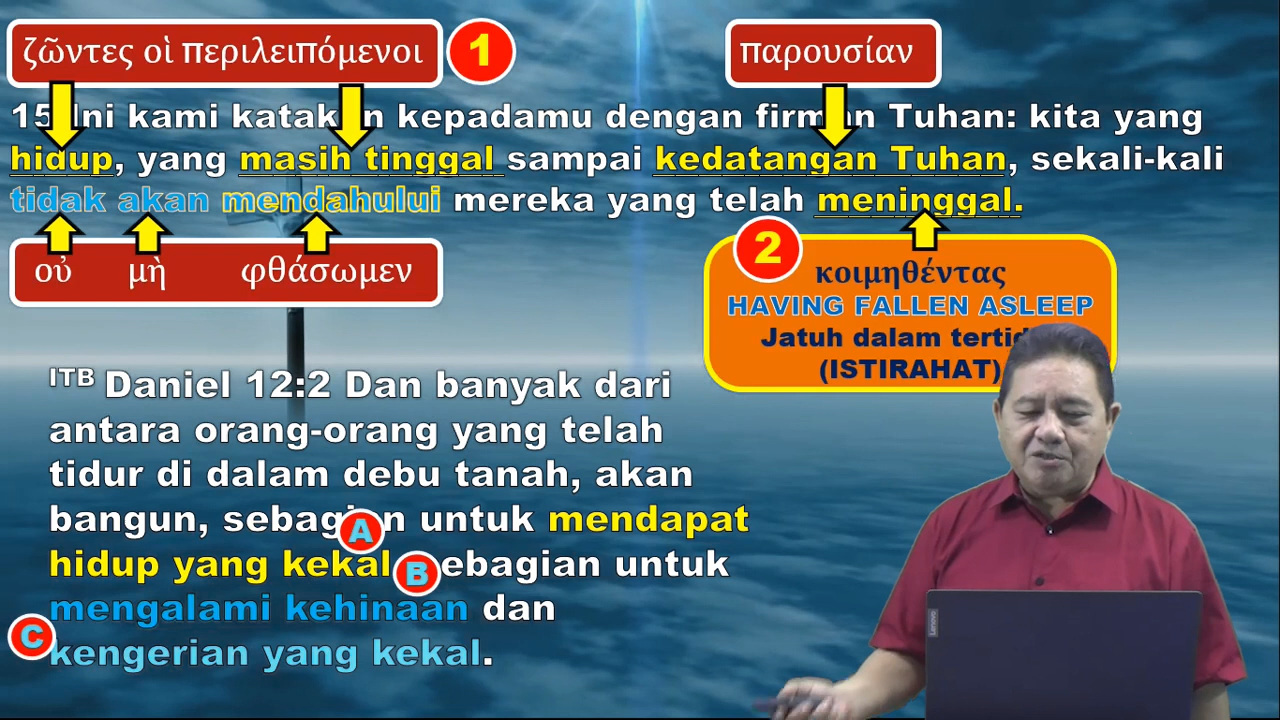 ζῶντες οἱ περιλειπόμενοι 1 παρουσίαν
15 Ini kami katakan kepadamu dengan firman Tuhan: kita yang
hidup, yang masih tinggal sampai kedatangan Tuhan, sekali-kali
tidak akan mendahului mereka yang telah meninggal.
οὐ μὴ φθάσωμεν
2
κοιμηθέντας
HAVING FALLEN ASLEEP
Jatuh dalam
(ISTIRAHAT)
ITB Daniel 12:2 Dan banyak dari
antara orang-orang yang telah
tidur di dalam debu tanah, akan
bangun, sebagian untuk mendapat
A
hidup yang kekal, sebagian untuk
B
mengalami kehinaan dan
C
kengerian yang kekal.
Lenovo